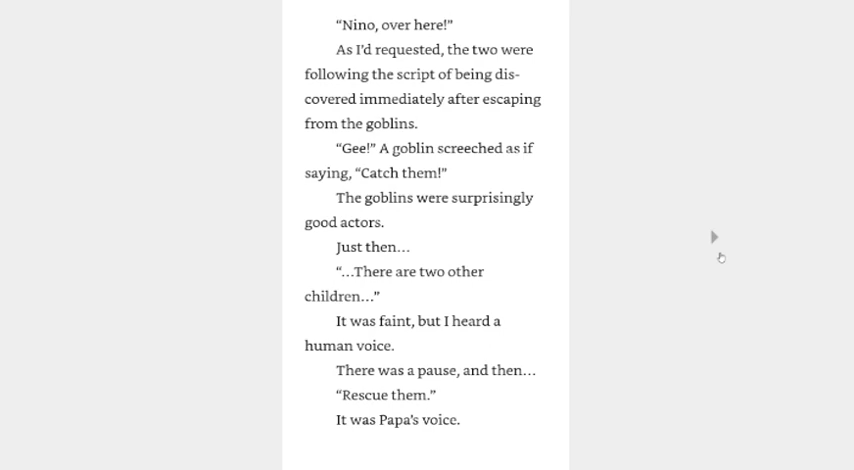 “Nino, over here!”
As I’d requested, the two were
following the script of being dis-
covered immediately after escaping
from the goblins.
“Gee!” A goblin screeched as if
saying, “Catch them!”
The goblins were surprisingly
good actors.
Just then…
“…There are two other
children…”
It was faint, but I heard a
human voice.
There was a pause, and then…
“Rescue them.”
It was Papa’s voice.